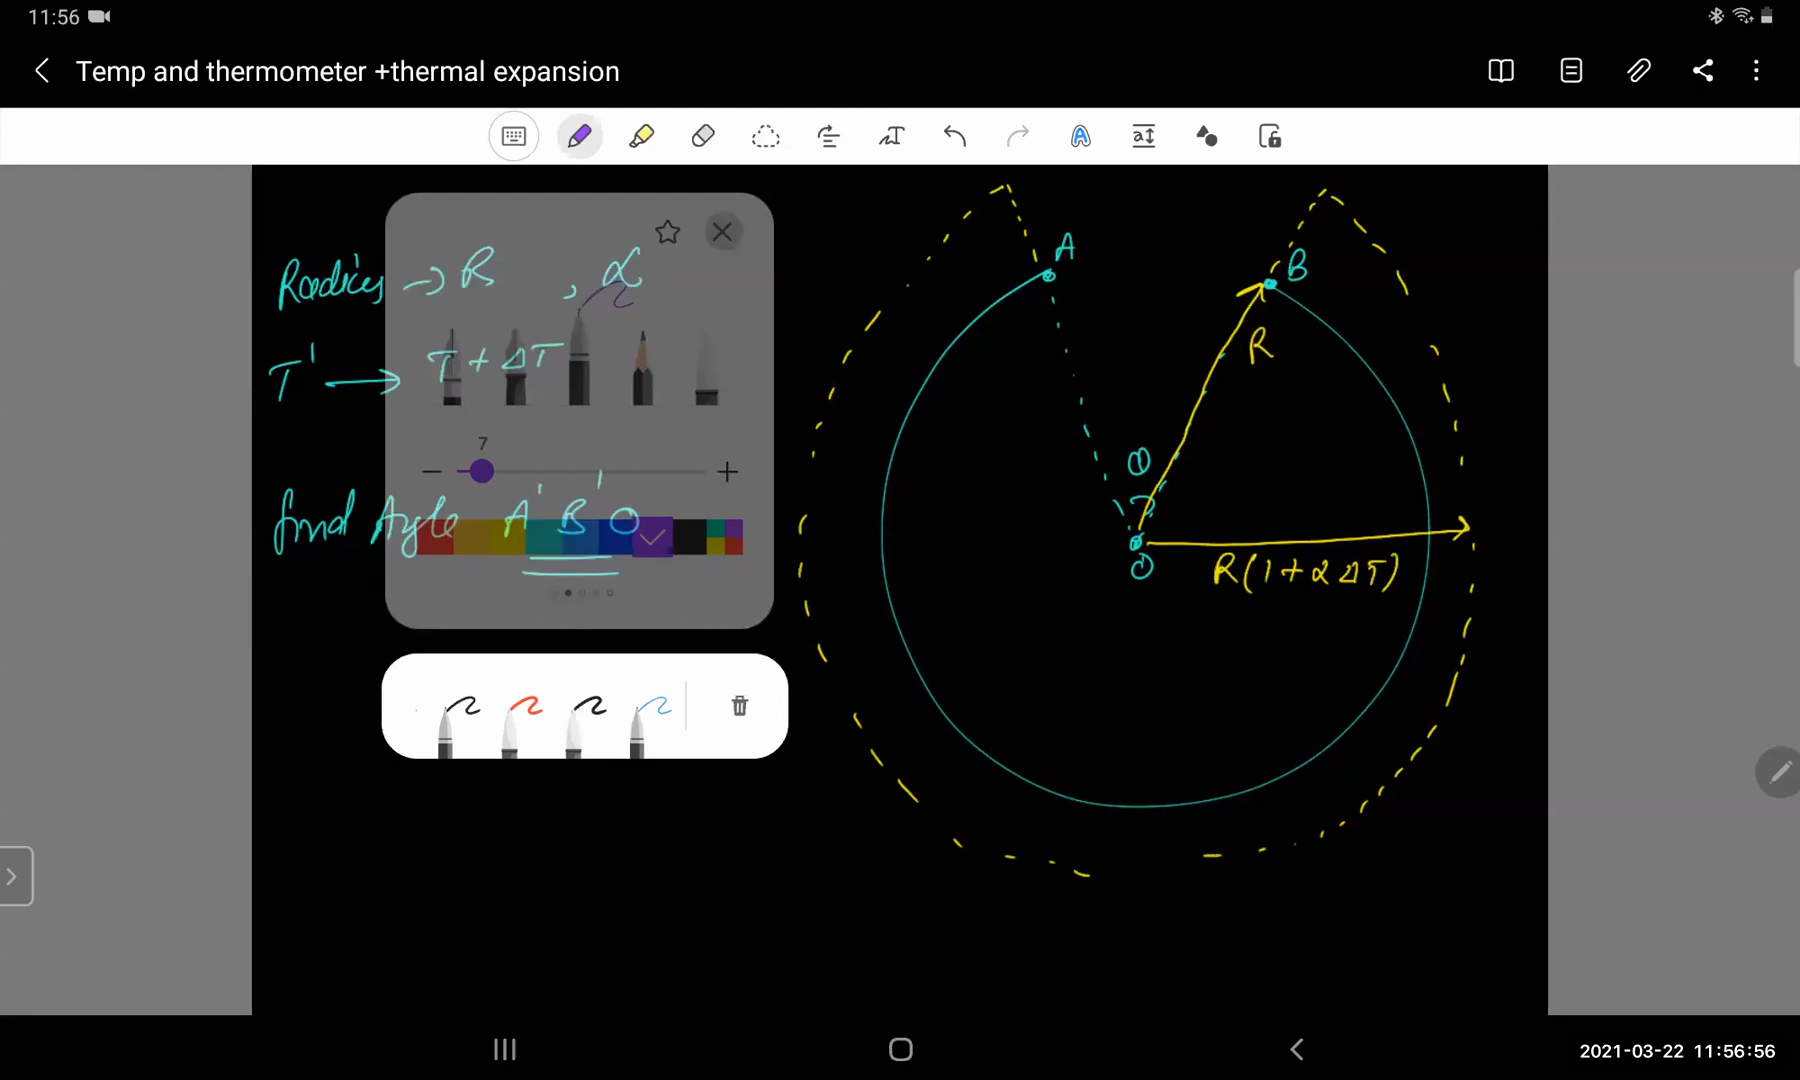 11:56
Temp and thermometer +thermal expansion
Radius → R , α
T' → T + ΔT
7
find Angle A' B' O
A
B
R
θ
O
R(1+αΔT)
2021-03-22 11:56:56